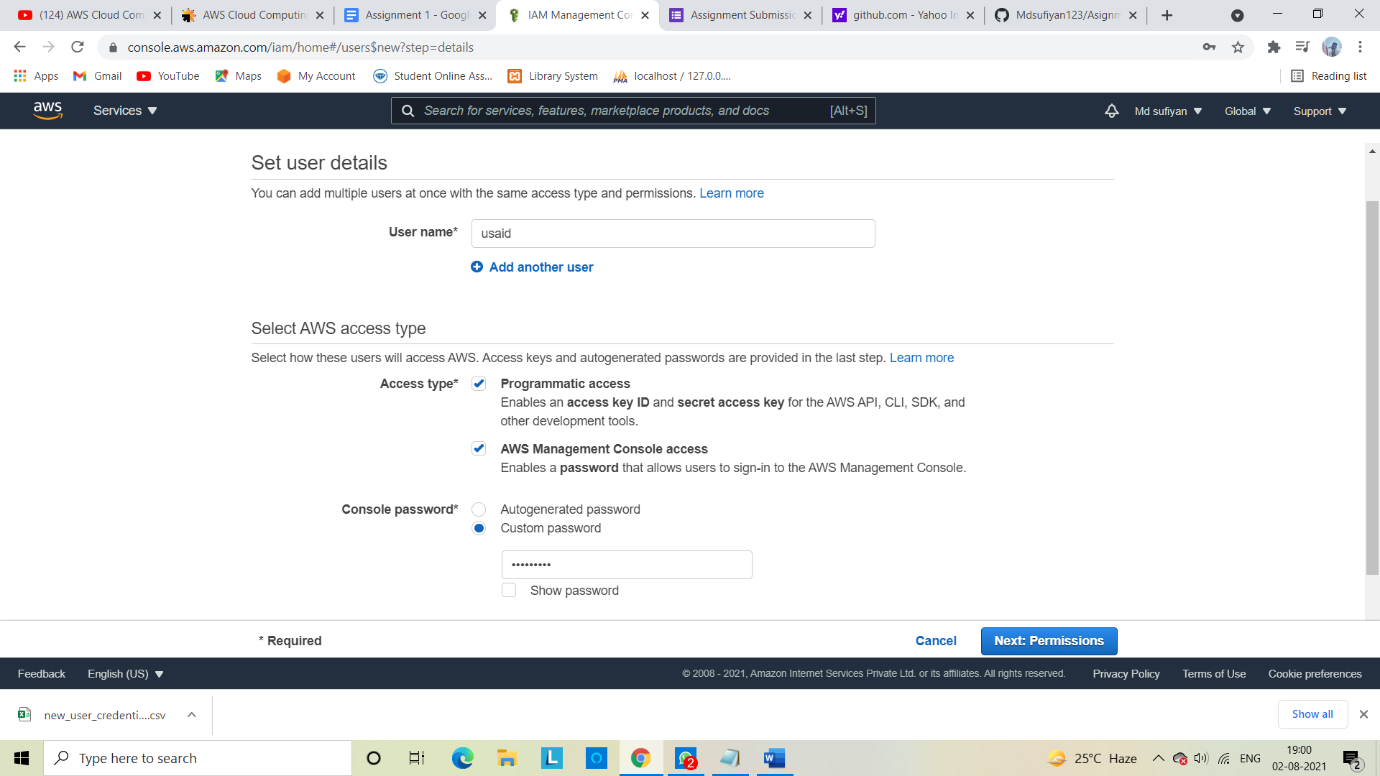 (124) AWS Cloud Com
AWS Cloud Computin
Assignment 1 - Google
IAM Management Co
Assignment Submissio
github.com - Yahoo In
Mdsufiyan123/Asignm
console.aws.amazon.com/iam/home#/users$new?step=details
Apps
Gmail
YouTube
Maps
My Account
Student Online Ass...
Library System
localhost / 127.0.0....
Reading list
aws
Services
Search for services, features, marketplace products, and docs
[Alt+S]
Md sufiyan
Global
Support
Set user details
You can add multiple users at once with the same access type and permissions. Learn more
User name*
usaid
Add another user
Select AWS access type
Select how these users will access AWS. Access keys and autogenerated passwords are provided in the last step. Learn more
Access type*
Programmatic access
Enables an access key ID and secret access key for the AWS API, CLI, SDK, and
other development tools.
AWS Management Console access
Enables a password that allows users to sign-in to the AWS Management Console.
Console password*
Autogenerated password
Custom password
•••••••••
Show password
* Required
Cancel
Next: Permissions
Feedback
English (US)
© 2008 - 2021, Amazon Internet Services Private Ltd. or its affiliates. All rights reserved.
Privacy Policy
Terms of Use
Cookie preferences
new_user_credenti....csv
Show all
Type here to search
L
2
W
25°C Haze
ENG
19:00
02-08-2021
2